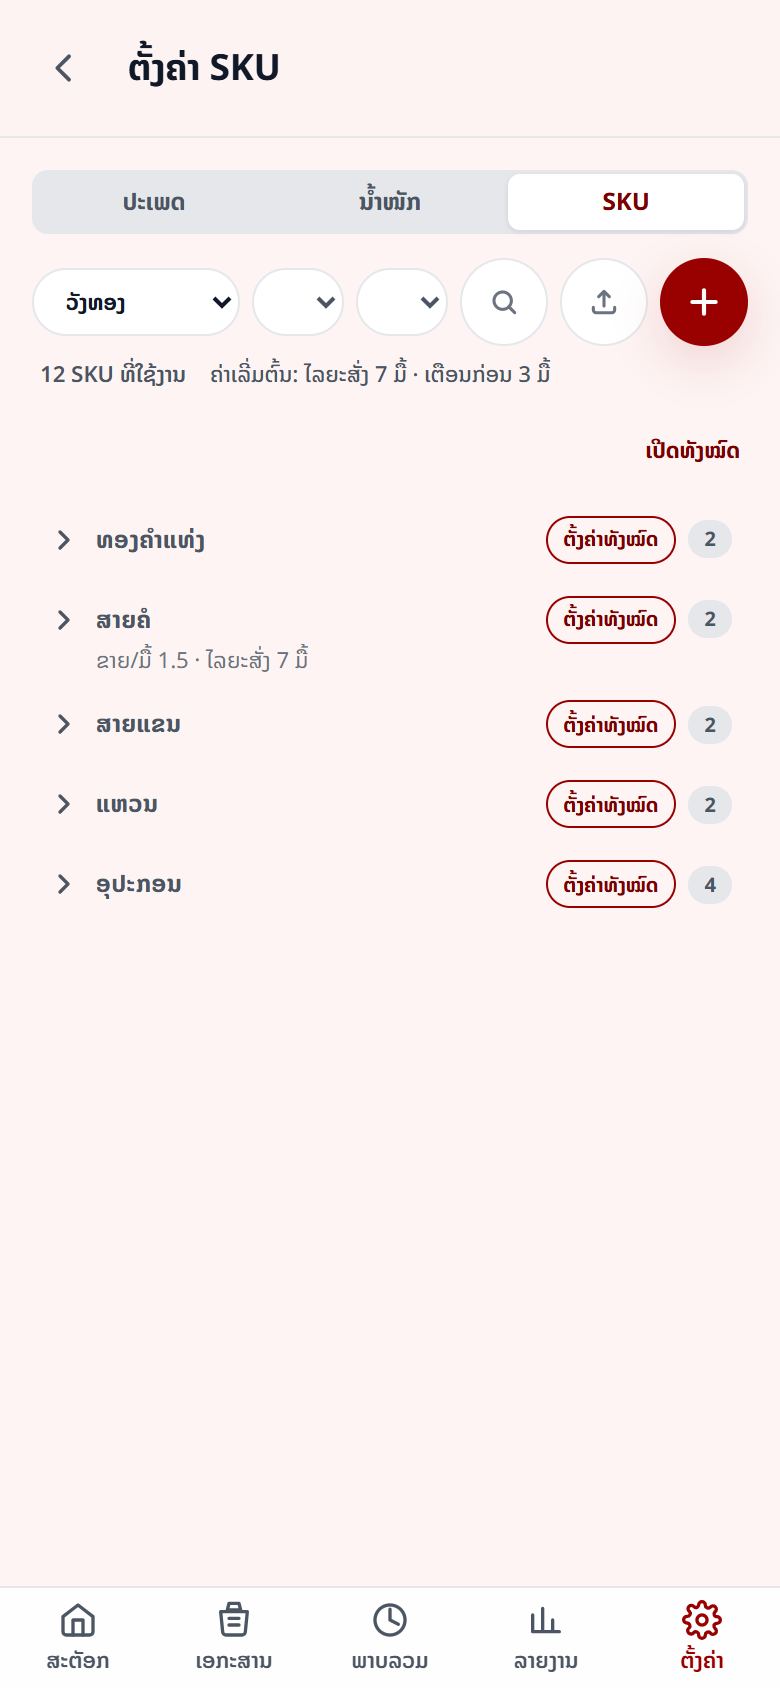 ຕັ້ງຄ່າ SKU
ປະເພດ
ນ້ຳໜັກ
SKU
ວັງທອງ
12 SKU ທີ່ໃຊ້ງານ
ຄ່າເລີ່ມຕົ້ນ: ໄລຍະສັ່ງ 7 ມື້ · ເຕືອນກ່ອນ 3 ມື້
ເປີດທັງໝົດ
ທອງຄຳແທ່ງ ຕັ້ງຄ່າທັງໝົດ 2
ສາຍຄໍ ຕັ້ງຄ່າທັງໝົດ 2
ຂາຍ/ມື້ 1.5 · ໄລຍະສັ່ງ 7 ມື້
ສາຍແຂນ ຕັ້ງຄ່າທັງໝົດ 2
ແຫວນ ຕັ້ງຄ່າທັງໝົດ 2
ອຸປະກອນ ຕັ້ງຄ່າທັງໝົດ 4
ສະຕັອກ
ເອກະສານ
ພາບລວມ
ລາຍງານ
ຕັ້ງຄ່າ